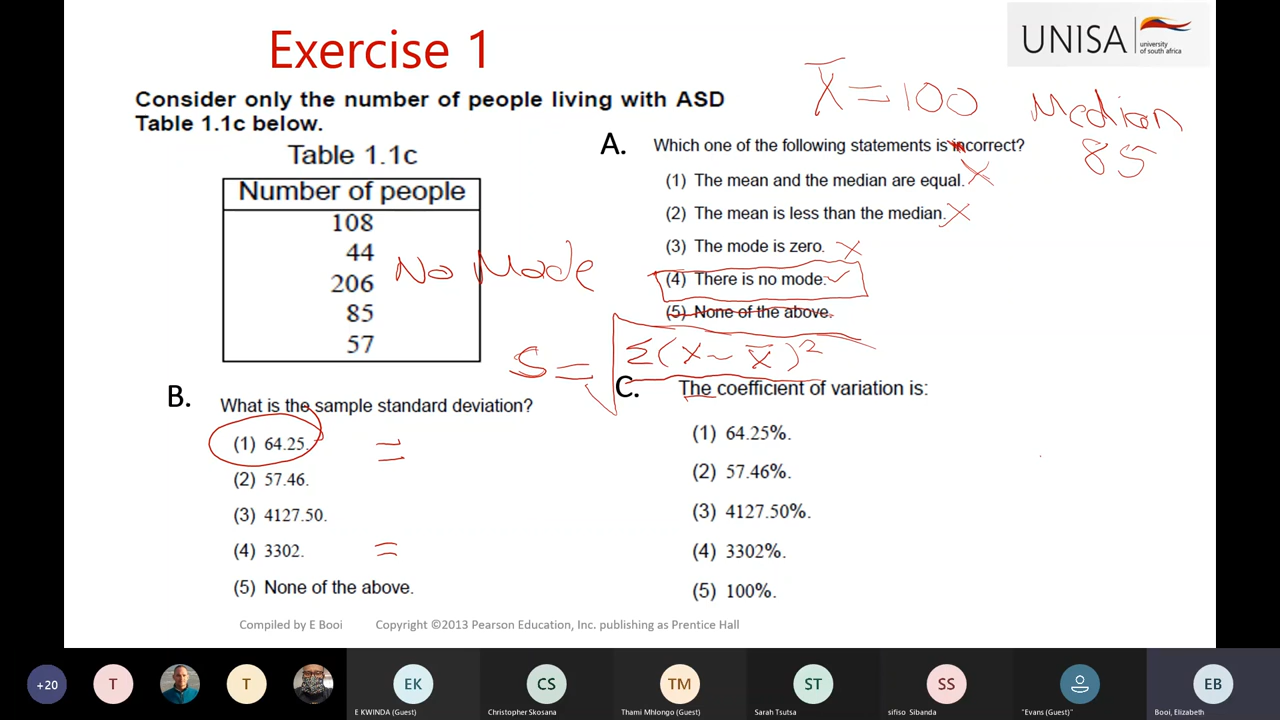 Exercise 1
UNISA
university
of south africa
X̄ = 100
Median
85
Consider only the number of people living with ASD
Table 1.1c below.
Table 1.1c
Number of people
108
44
206
85
57
No Mode
A.
Which one of the following statements is incorrect?
(1) The mean and the median are equal. X
(2) The mean is less than the median. X
(3) The mode is zero. X
(4) There is no mode. ✓
(5) None of the above.
S = √Σ(X - X̄)²
B.
What is the sample standard deviation?
(1) 64.25.
=
(2) 57.46.
(3) 4127.50.
(4) 3302.
=
(5) None of the above.
C.
The coefficient of variation is:
(1) 64.25%.
(2) 57.46%.
(3) 4127.50%.
(4) 3302%.
(5) 100%.
Compiled by E Booi
Copyright ©2013 Pearson Education, Inc. publishing as Prentice Hall
+20
T
T
EK
E KWINDA (Guest)
CS
Christopher Skosana
TM
Thami Mhlongo (Guest)
ST
Sarah Tsutsa
SS
sifiso Sibanda
"Evans (Guest)"
EB
Booi, Elizabeth